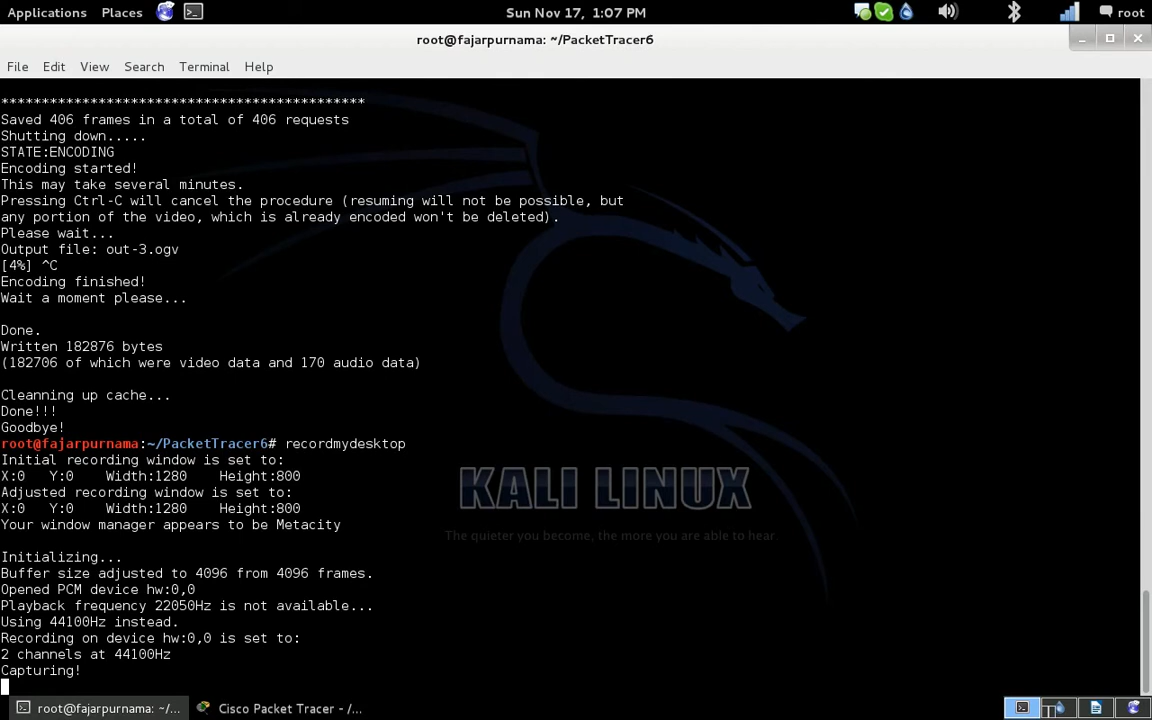 Applications Places Sun Nov 17, 1:07 PM root
root@fajarpurnama: ~/PacketTracer6
File Edit View Search Terminal Help
**********************************************
Saved 406 frames in a total of 406 requests
Shutting down.....
STATE:ENCODING
Encoding started!
This may take several minutes.
Pressing Ctrl-C will cancel the procedure (resuming will not be possible, but
any portion of the video, which is already encoded won't be deleted).
Please wait...
Output file: out-3.ogv
[4%] ^C
Encoding finished!
Wait a moment please...
Done.
Written 182876 bytes
(182706 of which were video data and 170 audio data)
Cleanning up cache...
Done!!!
Goodbye!
root@fajarpurnama:~/PacketTracer6# recordmydesktop
Initial recording window is set to:
X:0 Y:0 Width:1280 Height:800
Adjusted recording window is set to:
X:0 Y:0 Width:1280 Height:800
Your window manager appears to be Metacity
Initializing...
Buffer size adjusted to 4096 from 4096 frames.
Opened PCM device hw:0,0
Playback frequency 22050Hz is not available...
Using 44100Hz instead.
Recording on device hw:0,0 is set to:
2 channels at 44100Hz
Capturing!
KALI LINUX
The quieter you become, the more you are able to hear.
root@fajarpurnama: ~/... Cisco Packet Tracer - /...